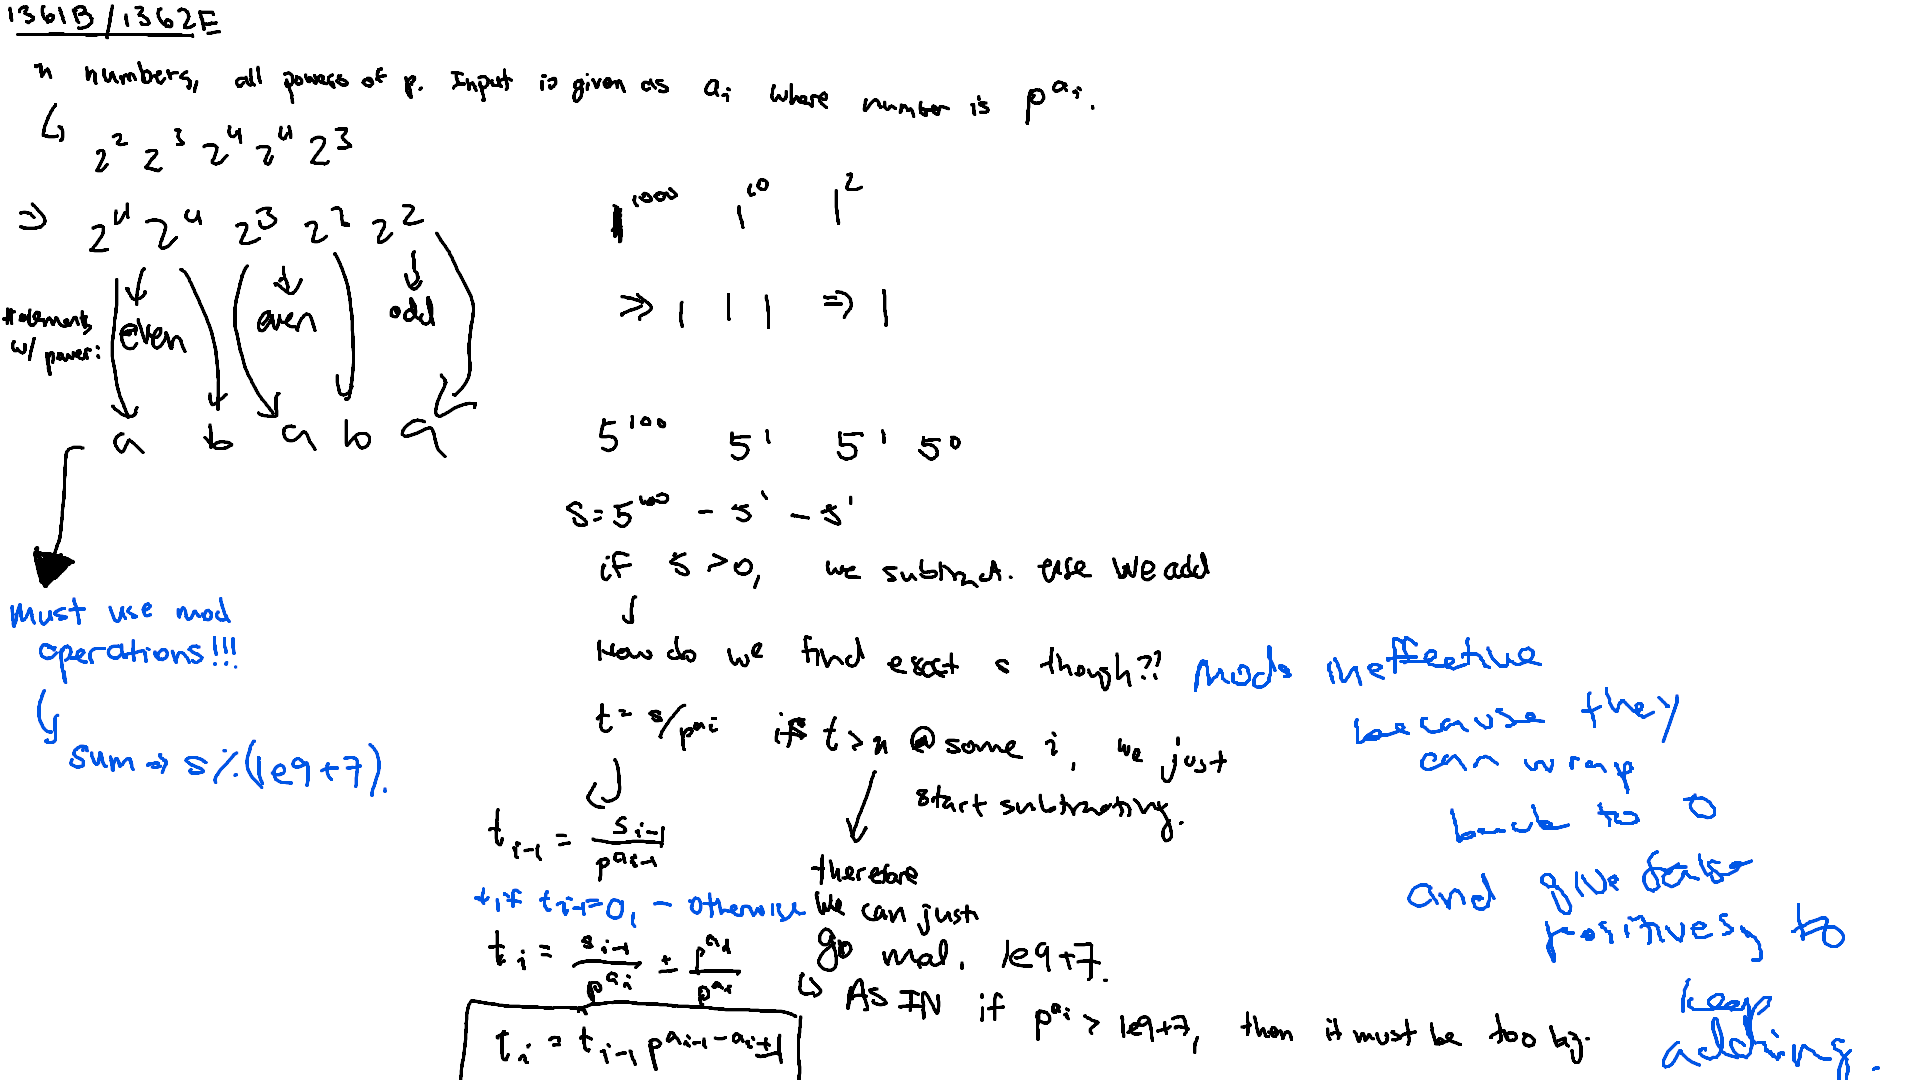 1361B/1362E
n numbers, all powers of p. Input is given as a_i where number is p^{a_i}.
↳ 2^2 2^3 2^4 2^4 2^3
⇒ 2^4 2^4 2^3 2^2 2^2
# elements w/ power:
even even odd
a b a b a
Must use mod
operations!!!
↳ sum → s%(1e9+7).
1^{1000} 1^{10} 1^2
⇒ 1 1 1 ⇒ 1
5^{100} 5^1 5^1 5^0
S = 5^{100} - 5^1 - 5^1
if s > 0, we subtract. else we add
↓
How do we find exact s though??
mods ineffective
because they
can wrap
back to 0
and give false
positives, to
keep
adding.
t = s/p^{a_i} if t > n @ some i, we just
start subtracting.
t_{i-1} = s_{i-1}/p^{a_{i-1}}
+, if t_{i-1}=0, - otherwise
t_i = s_{i-1}/p^{a_i} ± p^{a_i}/p^{a_i}
t_i = t_{i-1} p^{a_{i-1} - a_i} ± 1
therefore
we can just
go 1e9+7.
↳ AS IN if p^{a_i} > 1e9+7, then it must be too big.